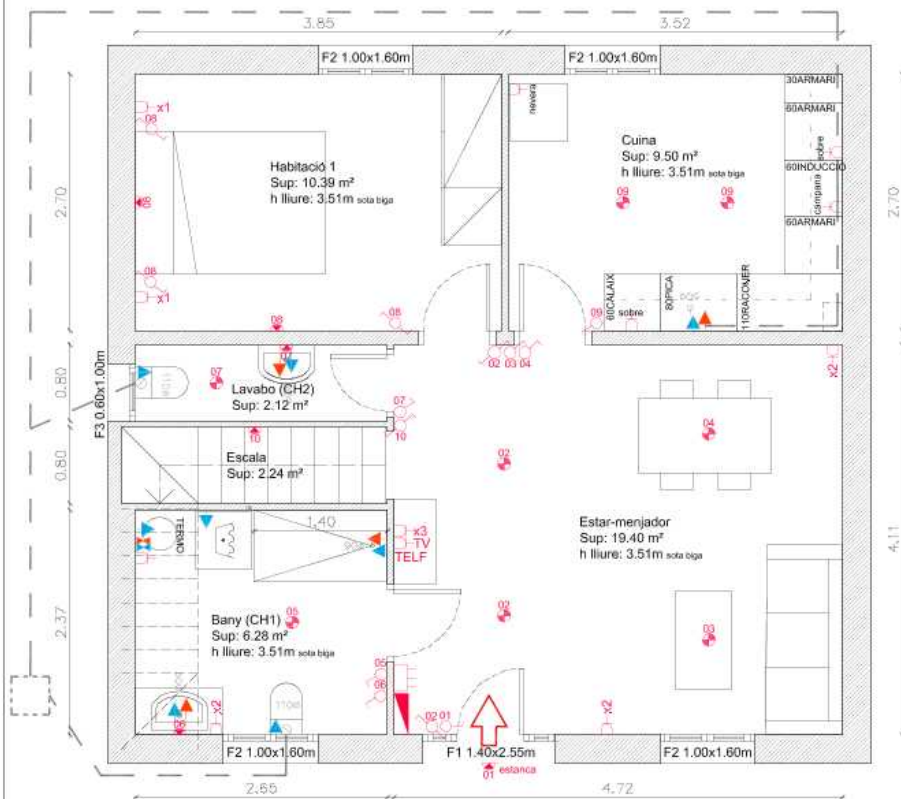 3.85
3.52
F2 1.00x1.60m
F2 1.00x1.60m
2.70
2.70
x1
08
nevera
30ARMARI
60ARMARI
sobre
60INDUCCIÓ
campana
60ARMARI
Habitació 1
Sup: 10.39 m²
h lliure: 3.51m sota biga
Cuina
Sup: 9.50 m²
h lliure: 3.51m sota biga
09
09
08
x1
08
08
09
60CALAIX
sobre
80PICA
110RACONER
02
03
04
x2
F3 0.60x1.00m
0.80
07
Lavabo (CH2)
Sup: 2.12 m²
07
10
10
0.80
Escala
Sup: 2.24 m²
02
04
1.40
TERMO
x3
TV
TELF
Estar-menjador
Sup: 19.40 m²
h lliure: 3.51m sota biga
4.11
2.37
Bany (CH1)
Sup: 6.28 m²
h lliure: 3.51m sota biga
05
02
03
05
06
x2
02
01
x2
F2 1.00x1.60m
F1 1.40x2.55m
F2 1.00x1.60m
01
estanca
2.65
4.72